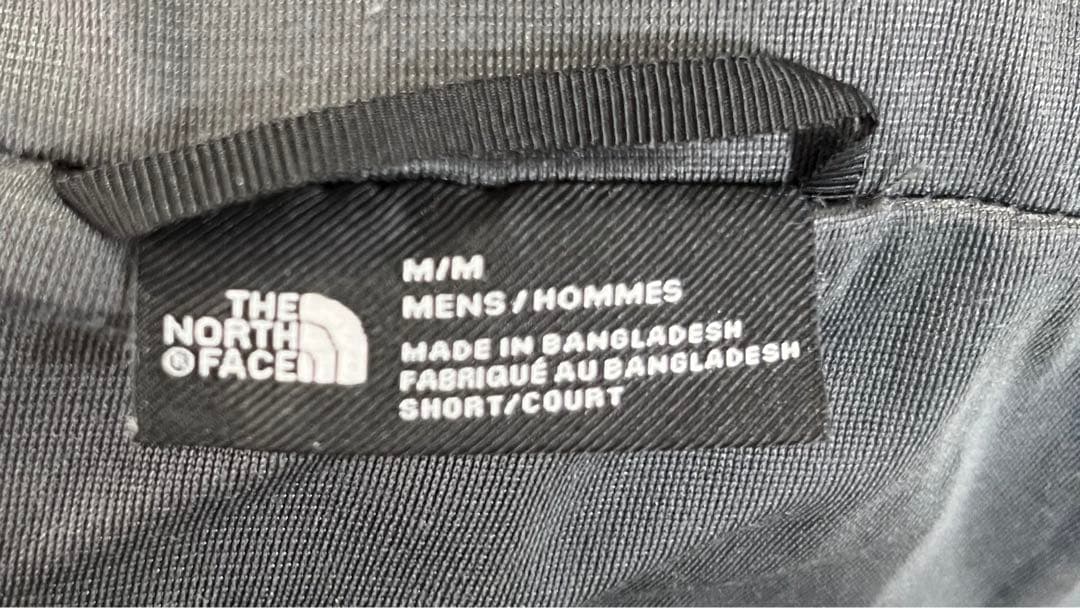 THE
NORTH
® FACE
M/M
MENS/HOMMES
MADE IN BANGLADESH
FABRIQUÉ AU BANGLADESH
SHORT/COURT